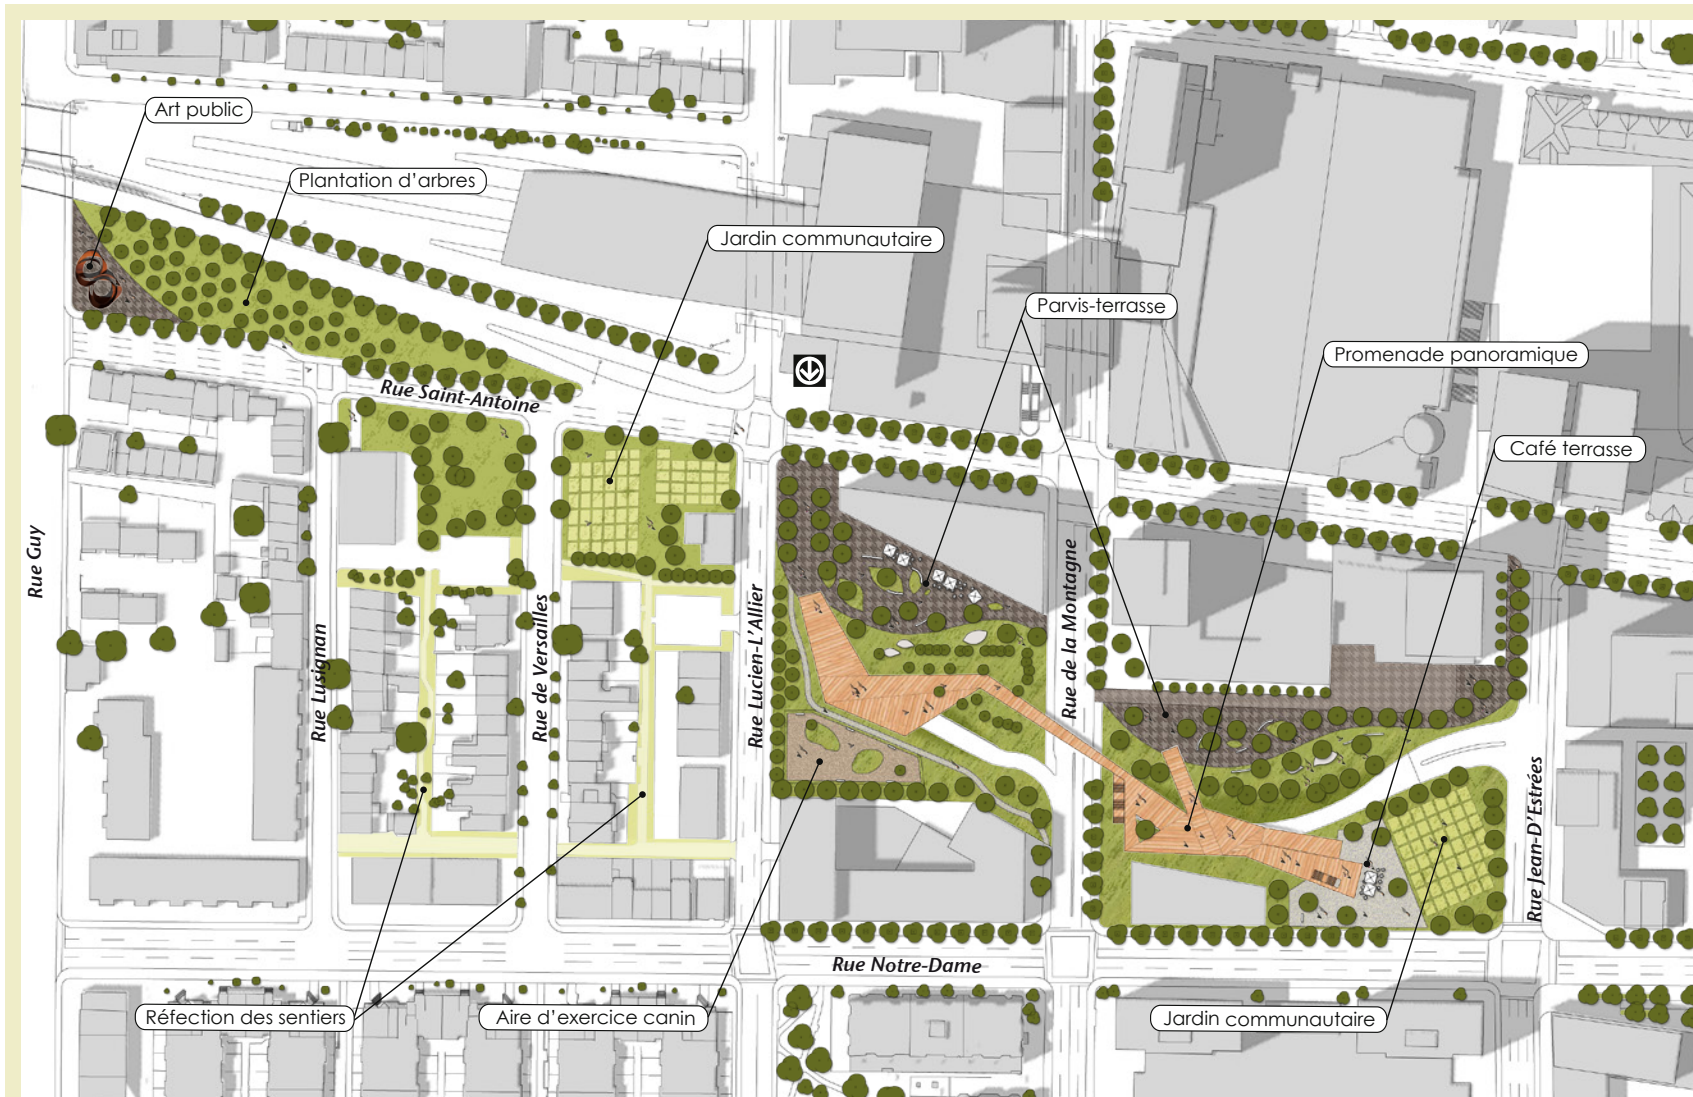 Art public
Plantation d'arbres
Jardin communautaire
Parvis-terrasse
Promenade panoramique
Café terrasse
Rue Saint-Antoine
Rue Guy
Rue Lusignan
Rue de Versailles
Rue Lucien-L'Allier
Rue de la Montagne
Rue Jean-D'Estrées
Rue Notre-Dame
Réfection des sentiers
Aire d'exercice canin
Jardin communautaire